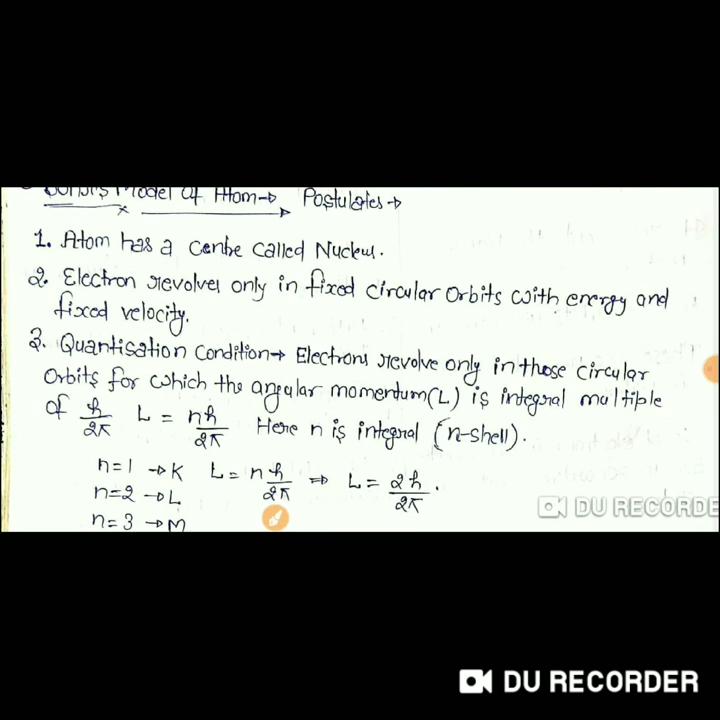 Bohr's Model of Atom→ Postulates→
1. Atom has a centre called Nucleus.
2. Electron revolves only in fixed circular orbits with energy and
fixed velocity.
3. Quantisation Condition→ Electrons revolve only in those circular
Orbits for which the angular momentum(L) is integral multiple
of h/2π L = nh/2π Here n is integral (n-shell).
n=1 →K L= nh/2π ⇒ L= 2h/2π.
n=2 →L
n=3 →M
DU RECORDE
DU RECORDER